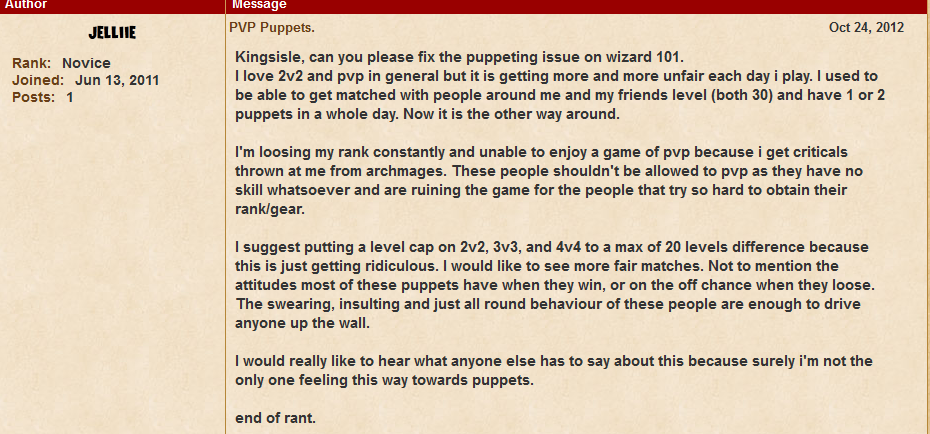 Author Message
JELLIIE PVP Puppets. Oct 24, 2012
Rank: Novice
Joined: Jun 13, 2011
Posts: 1
Kingsisle, can you please fix the puppeting issue on wizard 101.
I love 2v2 and pvp in general but it is getting more and more unfair each day i play. I used to
be able to get matched with people around me and my friends level (both 30) and have 1 or 2
puppets in a whole day. Now it is the other way around.
I'm loosing my rank constantly and unable to enjoy a game of pvp because i get criticals
thrown at me from archmages. These people shouldn't be allowed to pvp as they have no
skill whatsoever and are ruining the game for the people that try so hard to obtain their
rank/gear.
I suggest putting a level cap on 2v2, 3v3, and 4v4 to a max of 20 levels difference because
this is just getting ridiculous. I would like to see more fair matches. Not to mention the
attitudes most of these puppets have when they win, or on the off chance when they loose.
The swearing, insulting and just all round behaviour of these people are enough to drive
anyone up the wall.
I would really like to hear what anyone else has to say about this because surely i'm not the
only one feeling this way towards puppets.
end of rant.